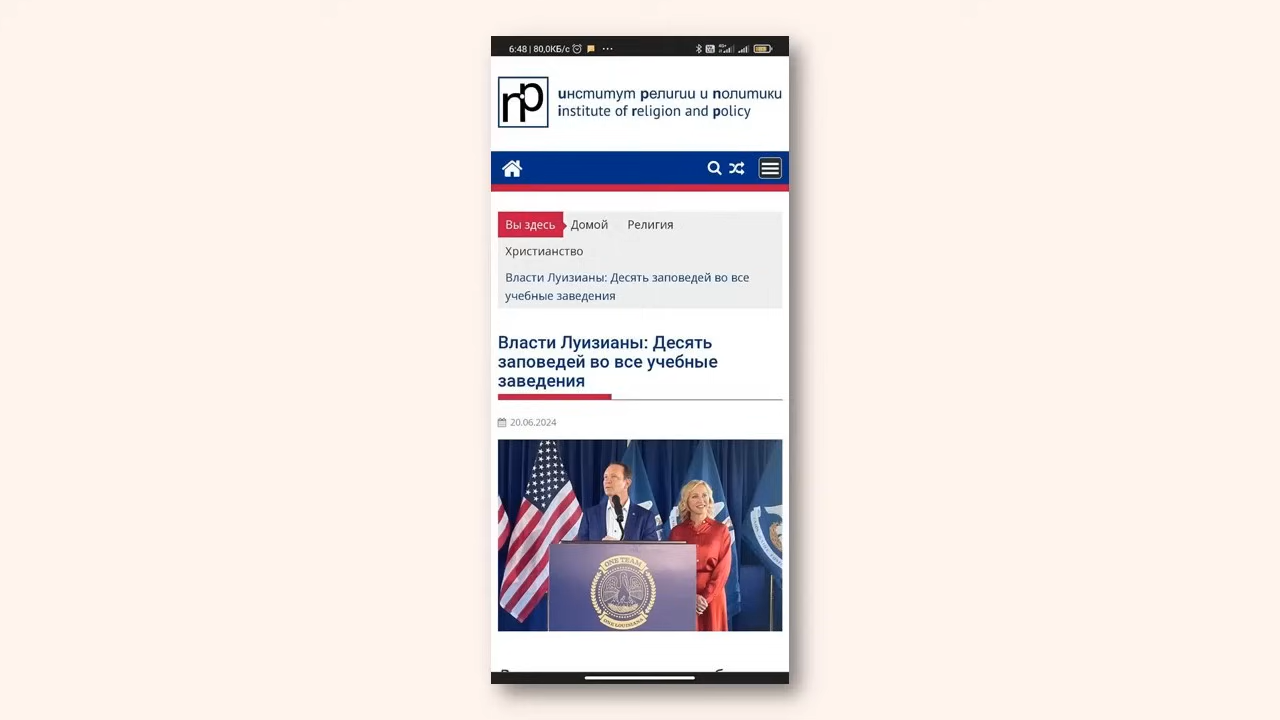 6:48 | 80,0КБ/с
институт религии и политики
institute of religion and policy
Вы здесь Домой Религия
Христианство
Власти Луизианы: Десять заповедей во все
учебные заведения
Власти Луизианы: Десять
заповедей во все учебные
заведения
20.06.2024
ONE TEAM
ONE LOUISIANA